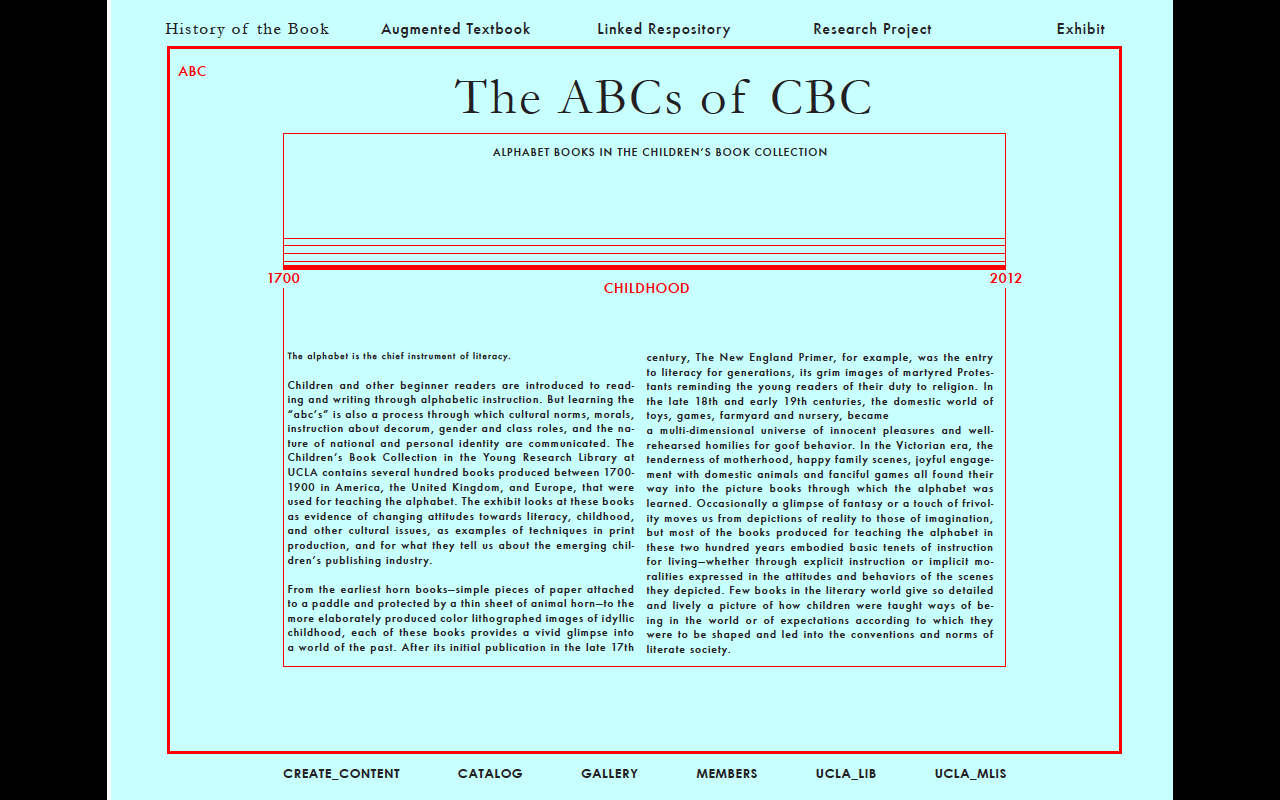 History of the Book Augmented Textbook Linked Respository Research Project Exhibit
ABC
The ABCs of CBC
ALPHABET BOOKS IN THE CHILDREN'S BOOK COLLECTION
1700 2012
CHILDHOOD
The alphabet is the chief instrument of literacy.
Children and other beginner readers are introduced to read-
ing and writing through alphabetic instruction. But learning the
"abc's" is also a process through which cultural norms, morals,
instruction about decorum, gender and class roles, and the na-
ture of national and personal identity are communicated. The
Children's Book Collection in the Young Research Library at
UCLA contains several hundred books produced between 1700-
1900 in America, the United Kingdom, and Europe, that were
used for teaching the alphabet. The exhibit looks at these books
as evidence of changing attitudes towards literacy, childhood,
and other cultural issues, as examples of techniques in print
production, and for what they tell us about the emerging chil-
dren's publishing industry.
From the earliest horn books—simple pieces of paper attached
to a paddle and protected by a thin sheet of animal horn—to the
more elaborately produced color lithographed images of idyllic
childhood, each of these books provides a vivid glimpse into
a world of the past. After its initial publication in the late 17th
century, The New England Primer, for example, was the entry
to literacy for generations, its grim images of martyred Protes-
tants reminding the young readers of their duty to religion. In
the late 18th and early 19th centuries, the domestic world of
toys, games, farmyard and nursery, became
a multi-dimensional universe of innocent pleasures and well-
rehearsed homilies for goof behavior. In the Victorian era, the
tenderness of motherhood, happy family scenes, joyful engage-
ment with domestic animals and fanciful games all found their
way into the picture books through which the alphabet was
learned. Occasionally a glimpse of fantasy or a touch of frivol-
ity moves us from depictions of reality to those of imagination,
but most of the books produced for teaching the alphabet in
these two hundred years embodied basic tenets of instruction
for living—whether through explicit instruction or implicit mo-
ralities expressed in the attitudes and behaviors of the scenes
they depicted. Few books in the literary world give so detailed
and lively a picture of how children were taught ways of be-
ing in the world or of expectations according to which they
were to be shaped and led into the conventions and norms of
literate society.
CREATE_CONTENT CATALOG GALLERY MEMBERS UCLA_LIB UCLA_MLIS